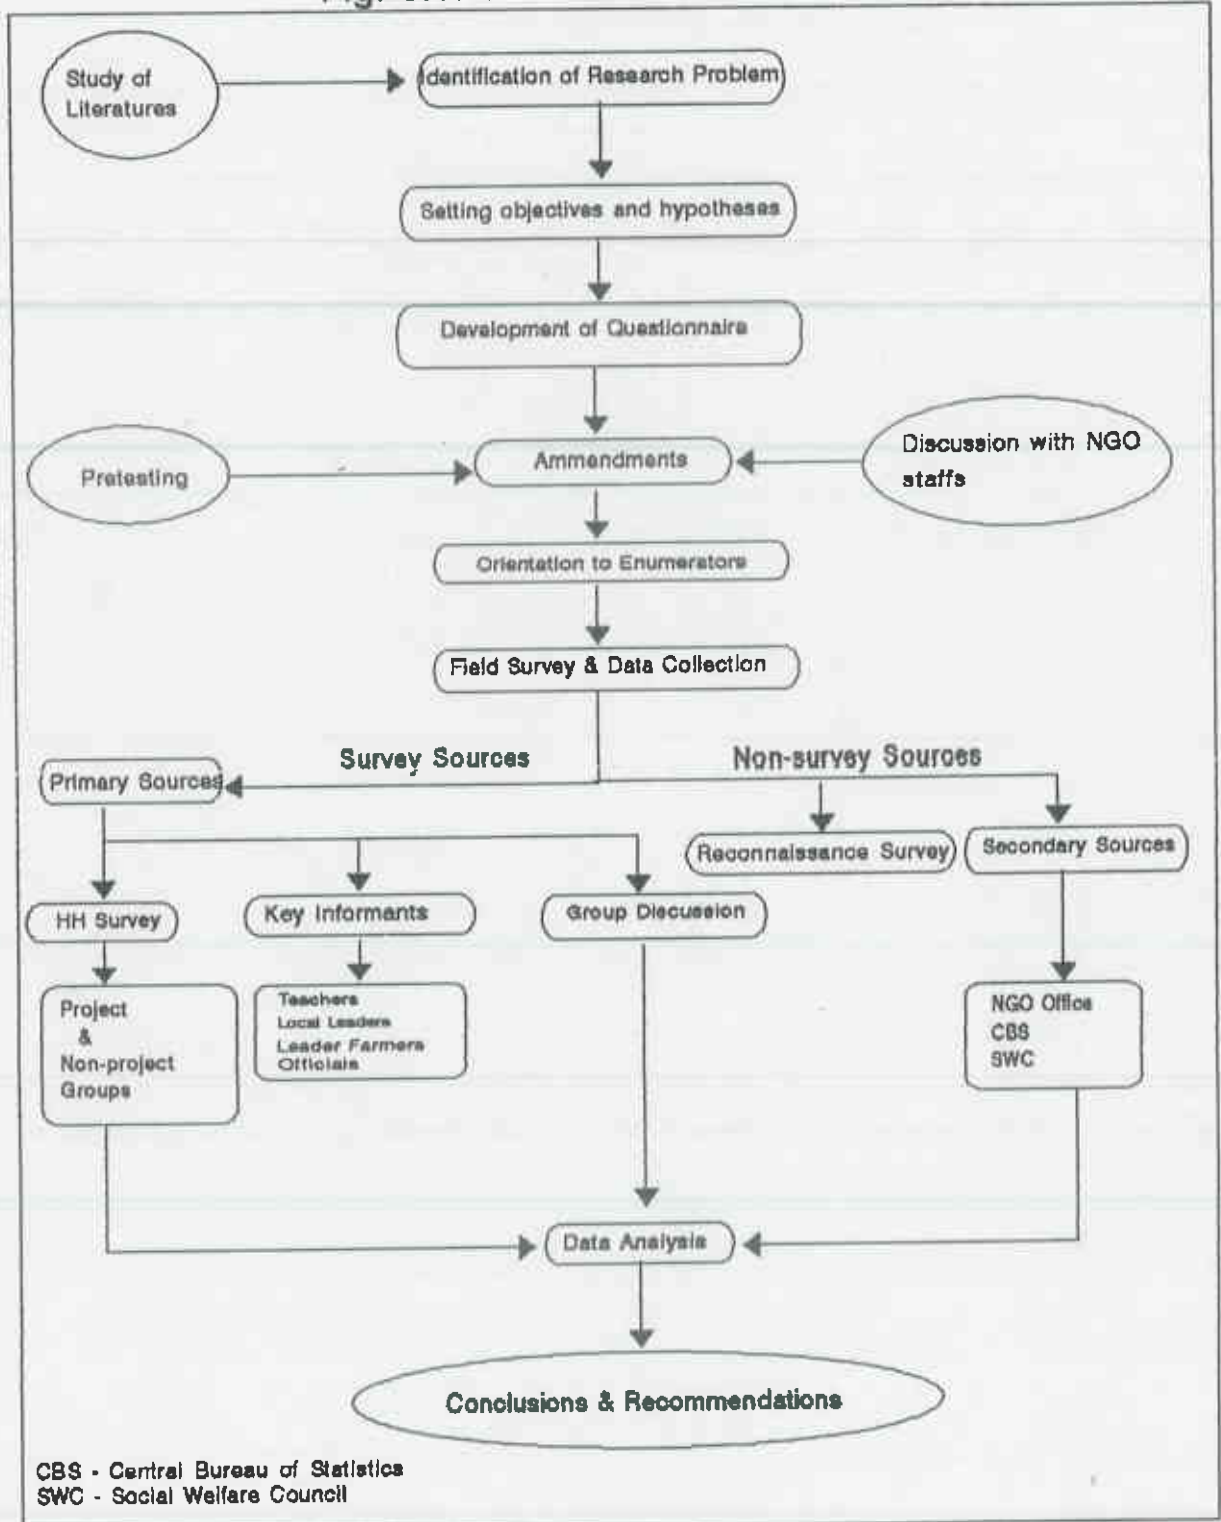 Study of
Literatures
Identification of Research Problem
Setting objectives and hypotheses
Development of Questionnaire
Pretesting
Ammendments
Discussion with NGO
staffs
Orientation to Enumerators
Field Survey & Data Collection
Survey Sources
Non-survey Sources
Primary Sources
Reconnaissance Survey
Secondary Sources
HH Survey
Key Informants
Group Discussion
Project
&
Non-project
Groups
Teachers
Local Leaders
Leader Farmers
Officials
NGO Office
CBS
SWC
Data Analysis
Conclusions & Recommendations
CBS - Central Bureau of Statistics
SWC - Social Welfare Council